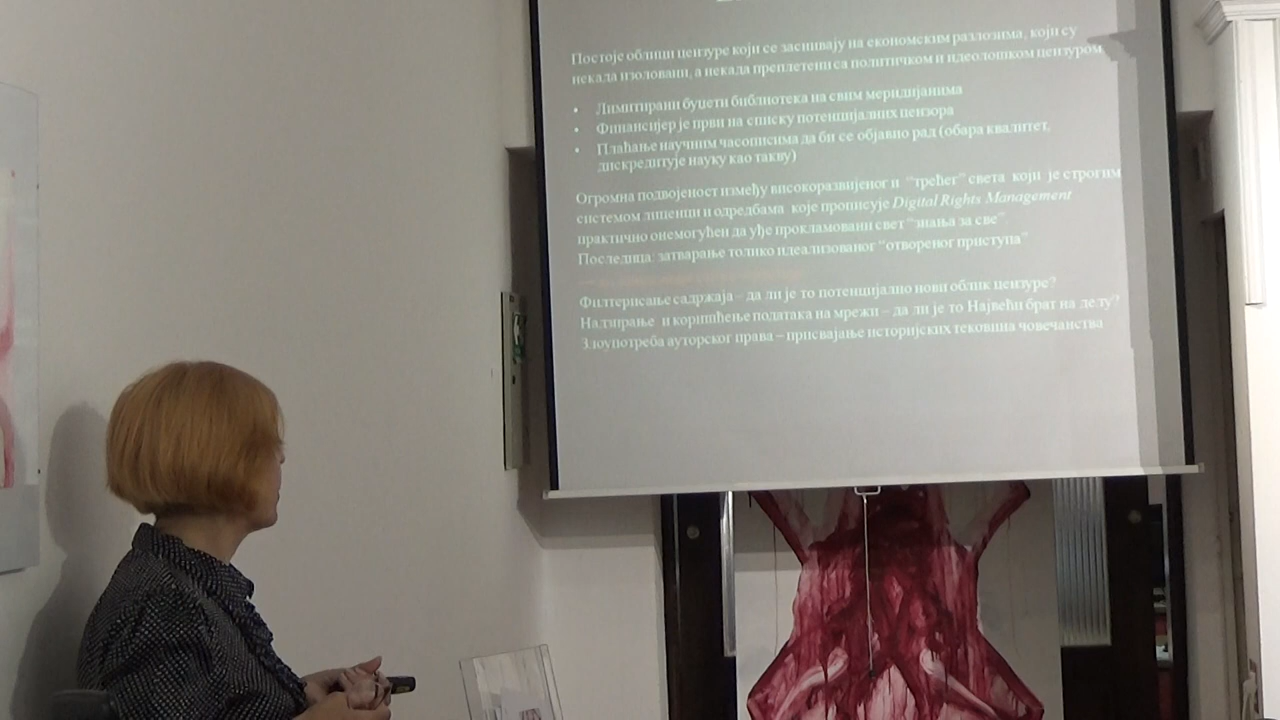 Постоје облици цензуре који се заснивају на економским разлозима, који су
некада изоловани, а некада преплетени са политичком и идеолошком цензуром
• Лимитирани буџети библиотека на свим меридијанима
• Финансијер је први на списку потенцијалних цензора
• Плаћање научним часописима да би се објавио рад (обара квалитет,
дискредитује науку као такву)
Огромна подвојеност између високоразвијеног и "трећег" света који је строгим
системом лиценци и одредбама које прописује Digital Rights Management
практично онемогућен да уђе прокламовани свет "знања за све".
Последица: затварање толико идеализованог "отвореног приступа"
Филтерисање садржаја – да ли је то потенцијално нови облик цензуре?
Надзирање и коришћење података на мрежи – да ли је то Највећи брат на делу?
Злоупотреба ауторског права – присвајање историјских тековина човечанства